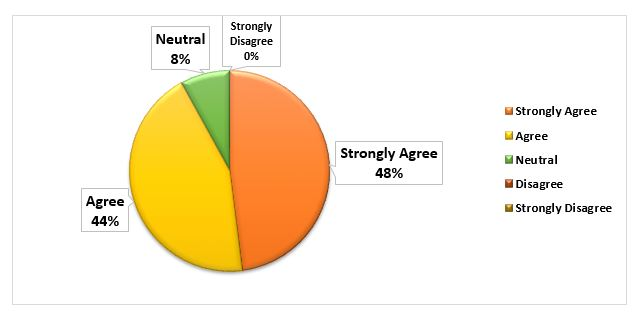 Strongly
Disagree
0%
Neutral
8%
Strongly Agree
48%
Agree
44%
Strongly Agree
Agree
Neutral
Disagree
Strongly Disagree